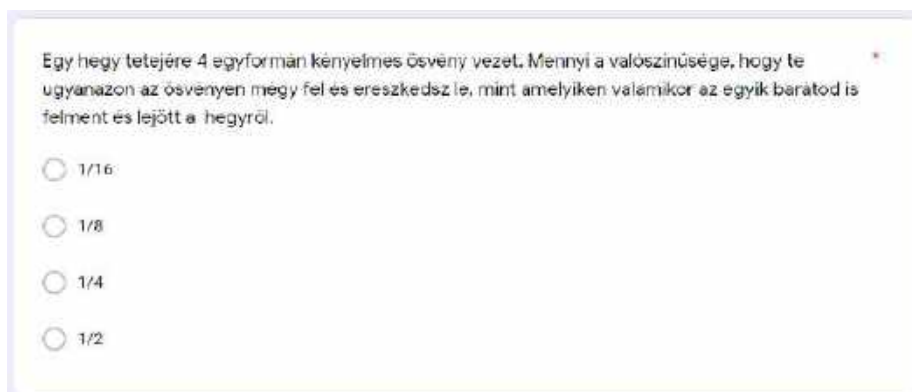 Egy hegy tetejére 4 egyformán kényelmes ösvény vezet. Mennyi a valószínűsége, hogy te *
ugyanazon az ösvényen mégy fel és ereszkedsz le, mint amelyiken valamikor az egyik barátod is
felment és lejött a hegyről.
1/16
1/8
1/4
1/2